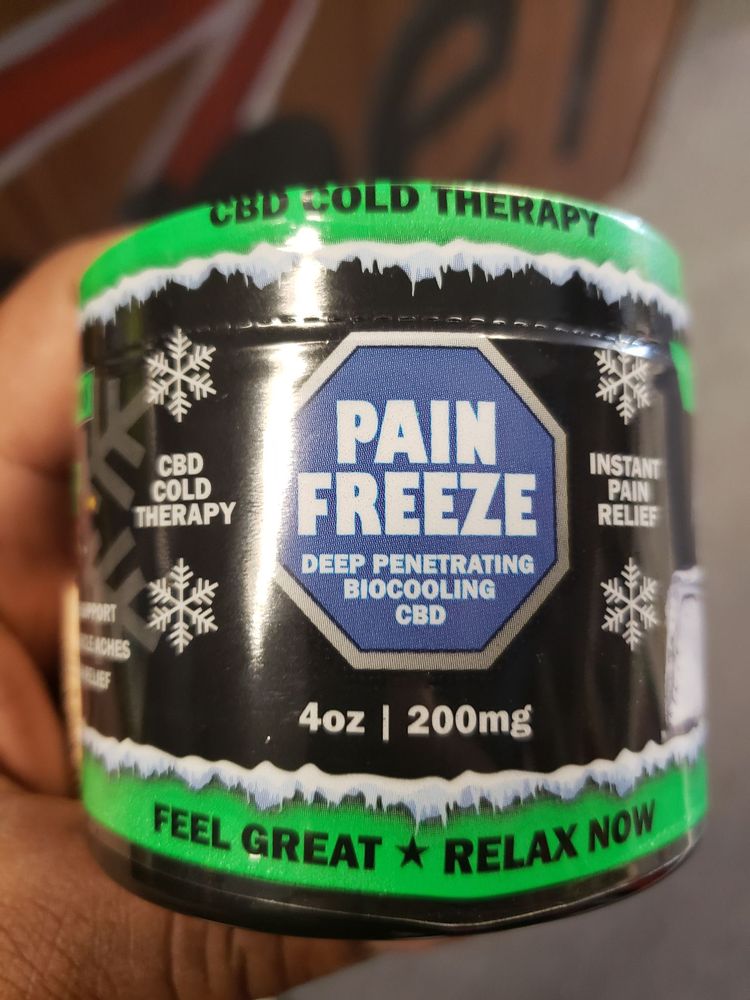 CBD COLD THERAPY
PAIN
FREEZE
DEEP PENETRATING
BIOCOOLING
CBD
CBD
COLD
THERAPY
INSTANT
PAIN
RELIEF
ACHES
4oz | 200mg
FEEL GREAT ★ RELAX NOW